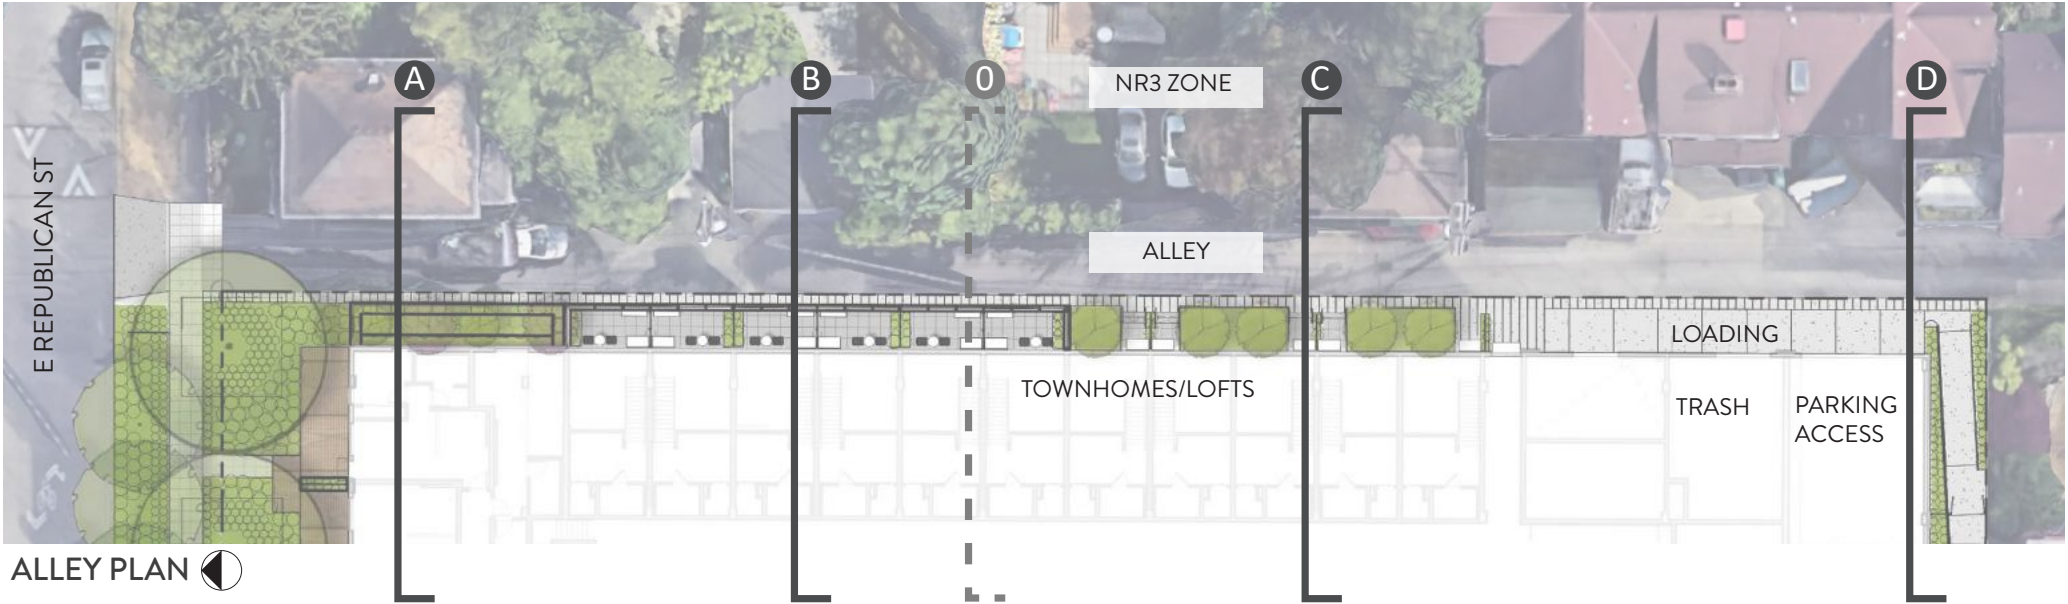 A
B
0
NR3 ZONE
C
D
E REPUBLICAN ST
ALLEY
LOADING
TOWNHOMES/LOFTS
TRASH
PARKING
ACCESS
ALLEY PLAN